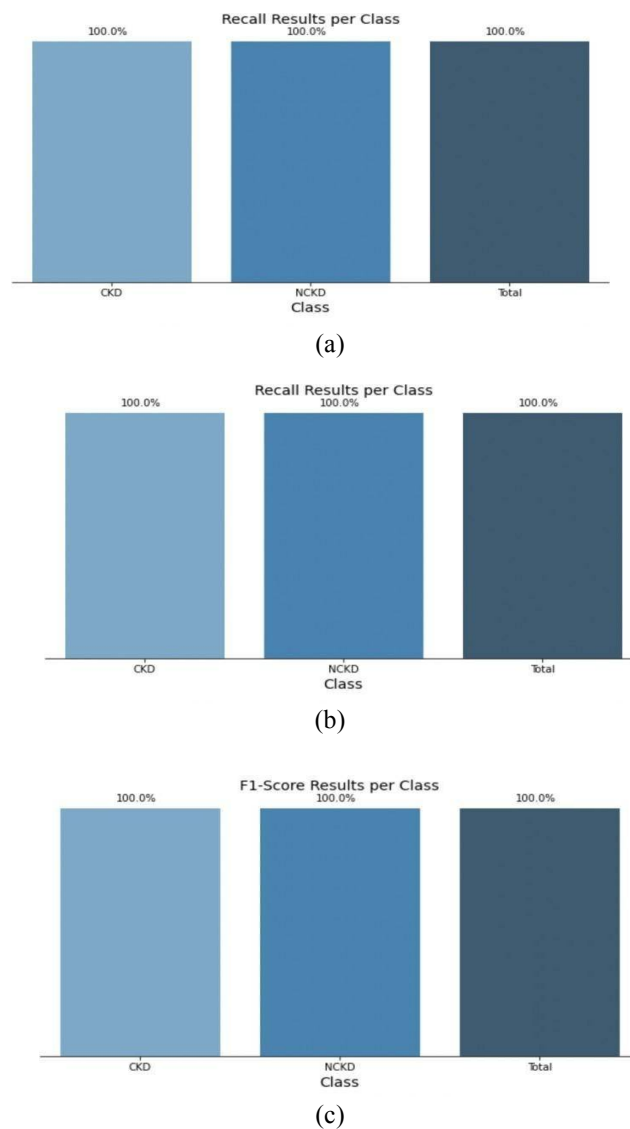 Recall Results per Class
100.0% 100.0% 100.0%
CKD NCKD Total
Class
(a)
Recall Results per Class
100.0% 100.0% 100.0%
CKD NCKD Total
Class
(b)
F1-Score Results per Class
100.0% 100.0% 100.0%
CKD NCKD Total
Class
(c)